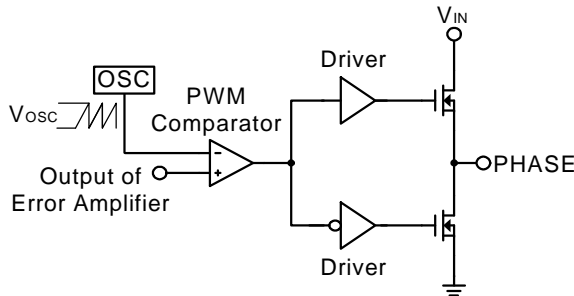 VIN
Driver
OSC
VOSC
PWM
Comparator
-
+
Output of
Error Amplifier
PHASE
Driver